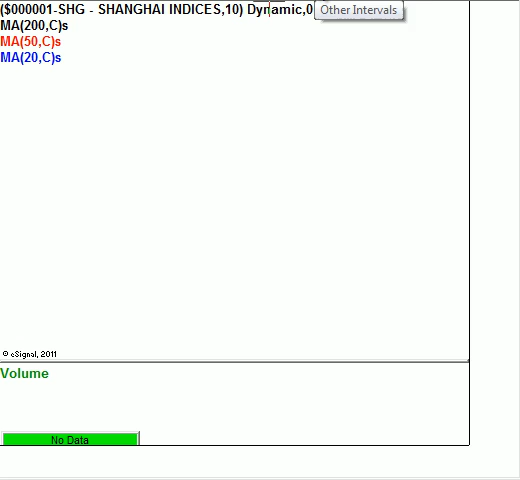 ($000001-SHG - SHANGHAI INDICES,10) Dynamic,0
Other Intervals
MA(200,C)s
MA(50,C)s
MA(20,C)s
© eSignal, 2011
Volume
No Data